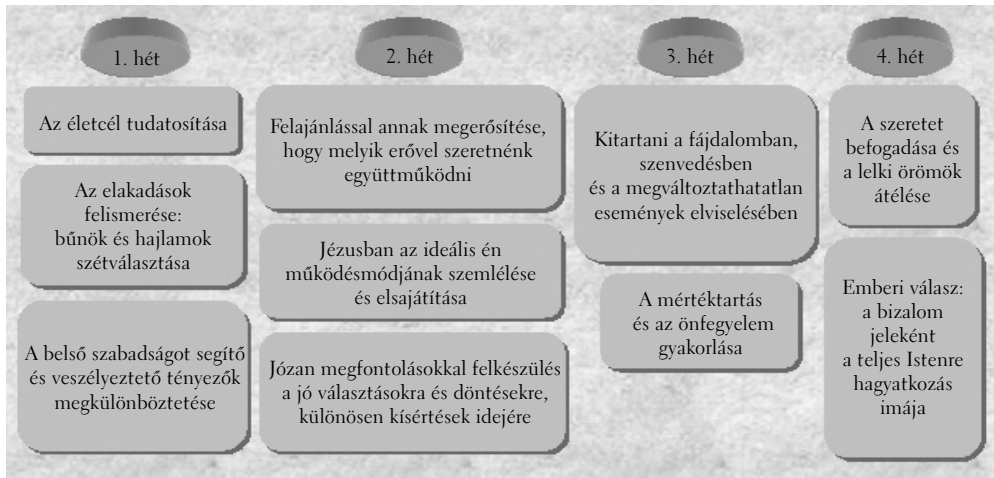 1. hét
Az életcél tudatosítása
Az elakadások
felismerése:
bűnök és hajlamok
szétválasztása
A belső szabadságot segítő
és veszélyeztető tényezők
megkülönböztetése
2. hét
Felajánlással annak megerősítése,
hogy melyik erővel szeretnénk
együttműködni
Jézusban az ideális én
működésmódjának szemlélése
és elsajátítása
Józan megfontolásokkal felkészülés
a jó választásokra és döntésekre,
különösen kísértések idejére
3. hét
Kitartani a fájdalomban,
szenvedésben
és a megváltoztathatatlan
események elviselésében
A mértéktartás
és az önfegyelem
gyakorlása
4. hét
A szeretet
befogadása és
a lelki örömök
átélése
Emberi válasz:
a bizalom
jeleként
a teljes Istenre
hagyatkozás
imája